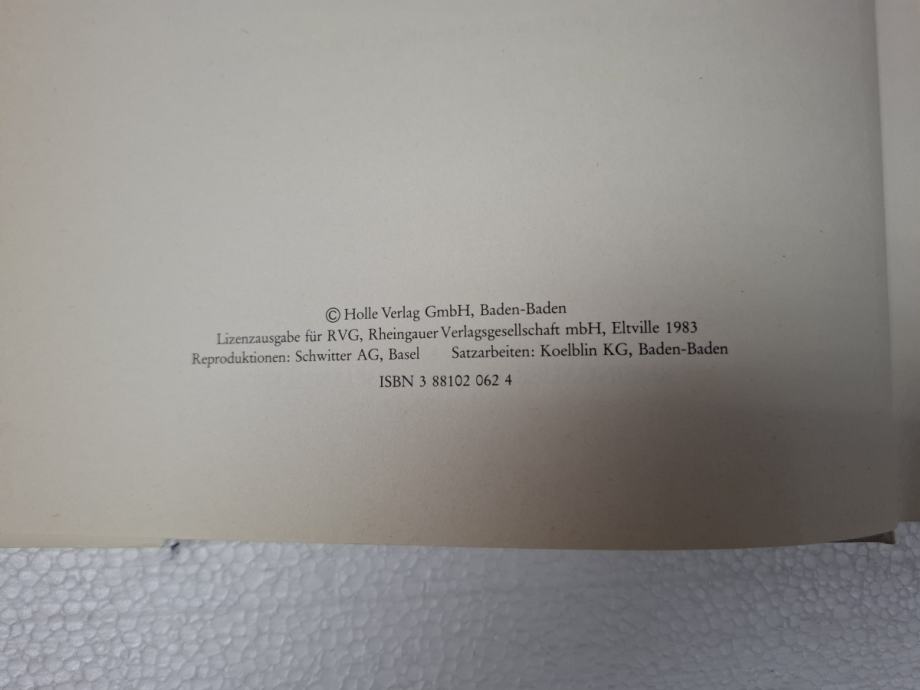 © Holle Verlag GmbH, Baden-Baden
Lizenzausgabe für RVG, Rheingauer Verlagsgesellschaft mbH, Eltville 1983
Reproduktionen: Schwitter AG, Basel Satzarbeiten: Koelblin KG, Baden-Baden
ISBN 3 88102 062 4